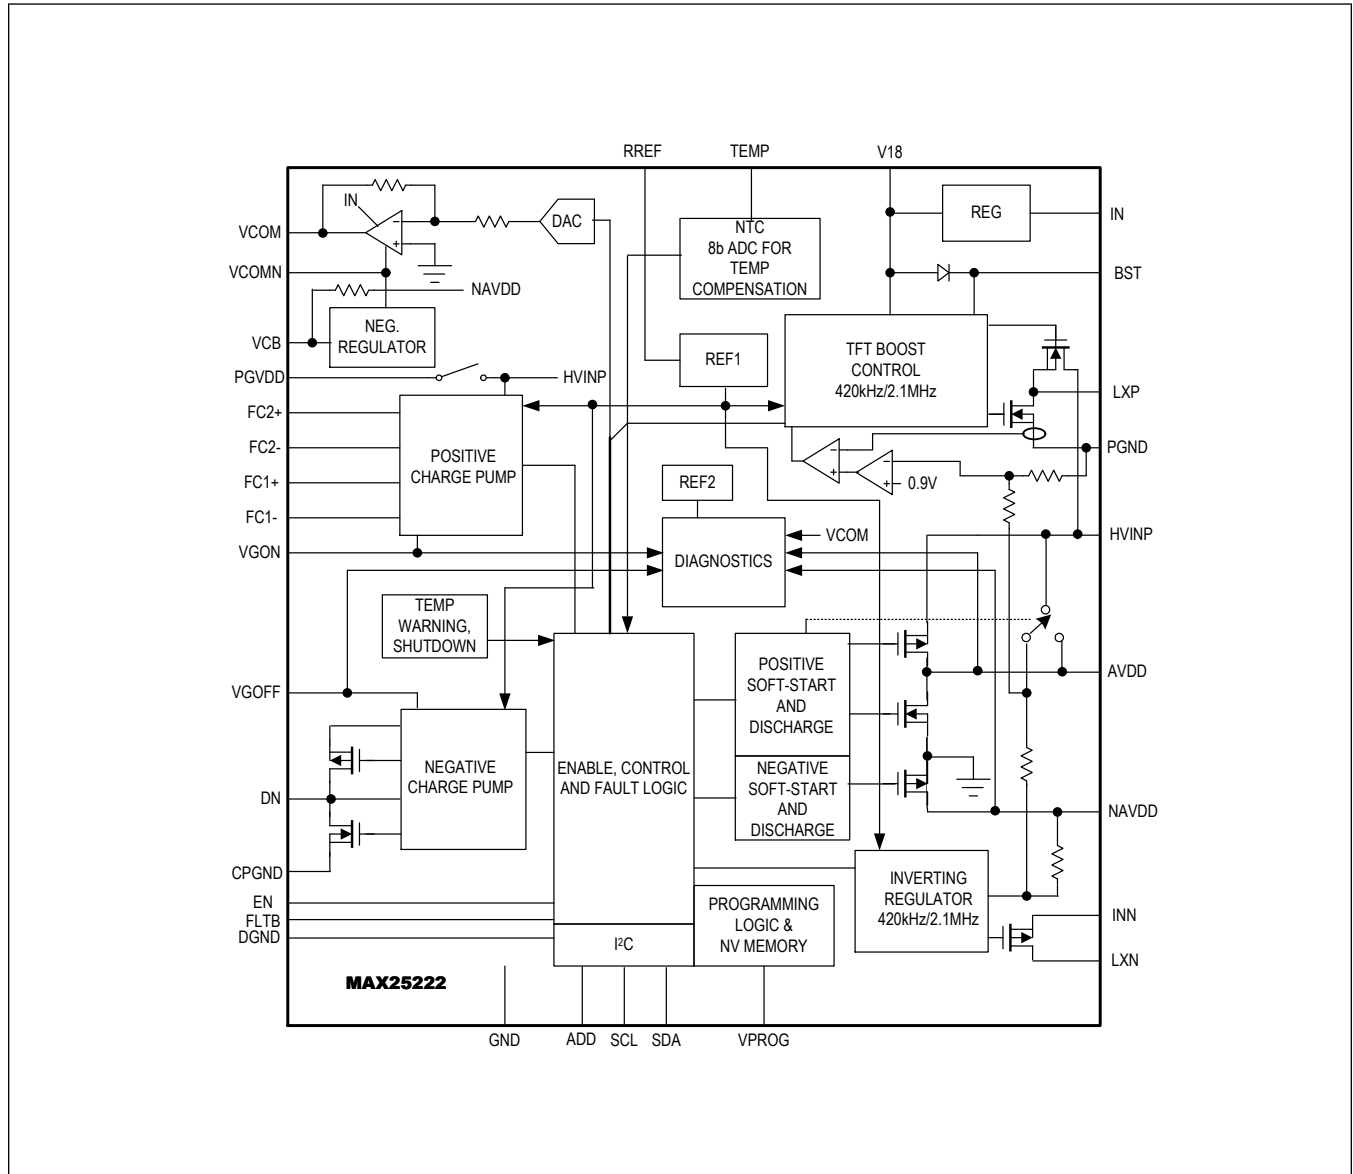 RREF
TEMP
V18
IN
DAC
REG
IN
VCOM
NTC
8b ADC FOR
TEMP
COMPENSATION
VCOMN
BST
NAVDD
NEG.
REGULATOR
VCB
TFT BOOST
CONTROL
420kHz/2.1MHz
REF1
PGVDD
HVINP
LXP
FC2+
FC2-
POSITIVE
CHARGE PUMP
PGND
FC1+
REF2
0.9V
FC1-
VCOM
HVINP
VGON
DIAGNOSTICS
TEMP
WARNING,
SHUTDOWN
POSITIVE
SOFT-START
AND
DISCHARGE
AVDD
VGOFF
NEGATIVE
CHARGE PUMP
ENABLE, CONTROL
AND FAULT LOGIC
NEGATIVE
SOFT-START
AND
DISCHARGE
DN
NAVDD
CPGND
INVERTING
REGULATOR
420kHz/2.1MHz
EN
FLTB
DGND
PROGRAMMING
LOGIC &
NV MEMORY
INN
I²C
LXN
MAX25222
GND
ADD
SCL
SDA
VPROG